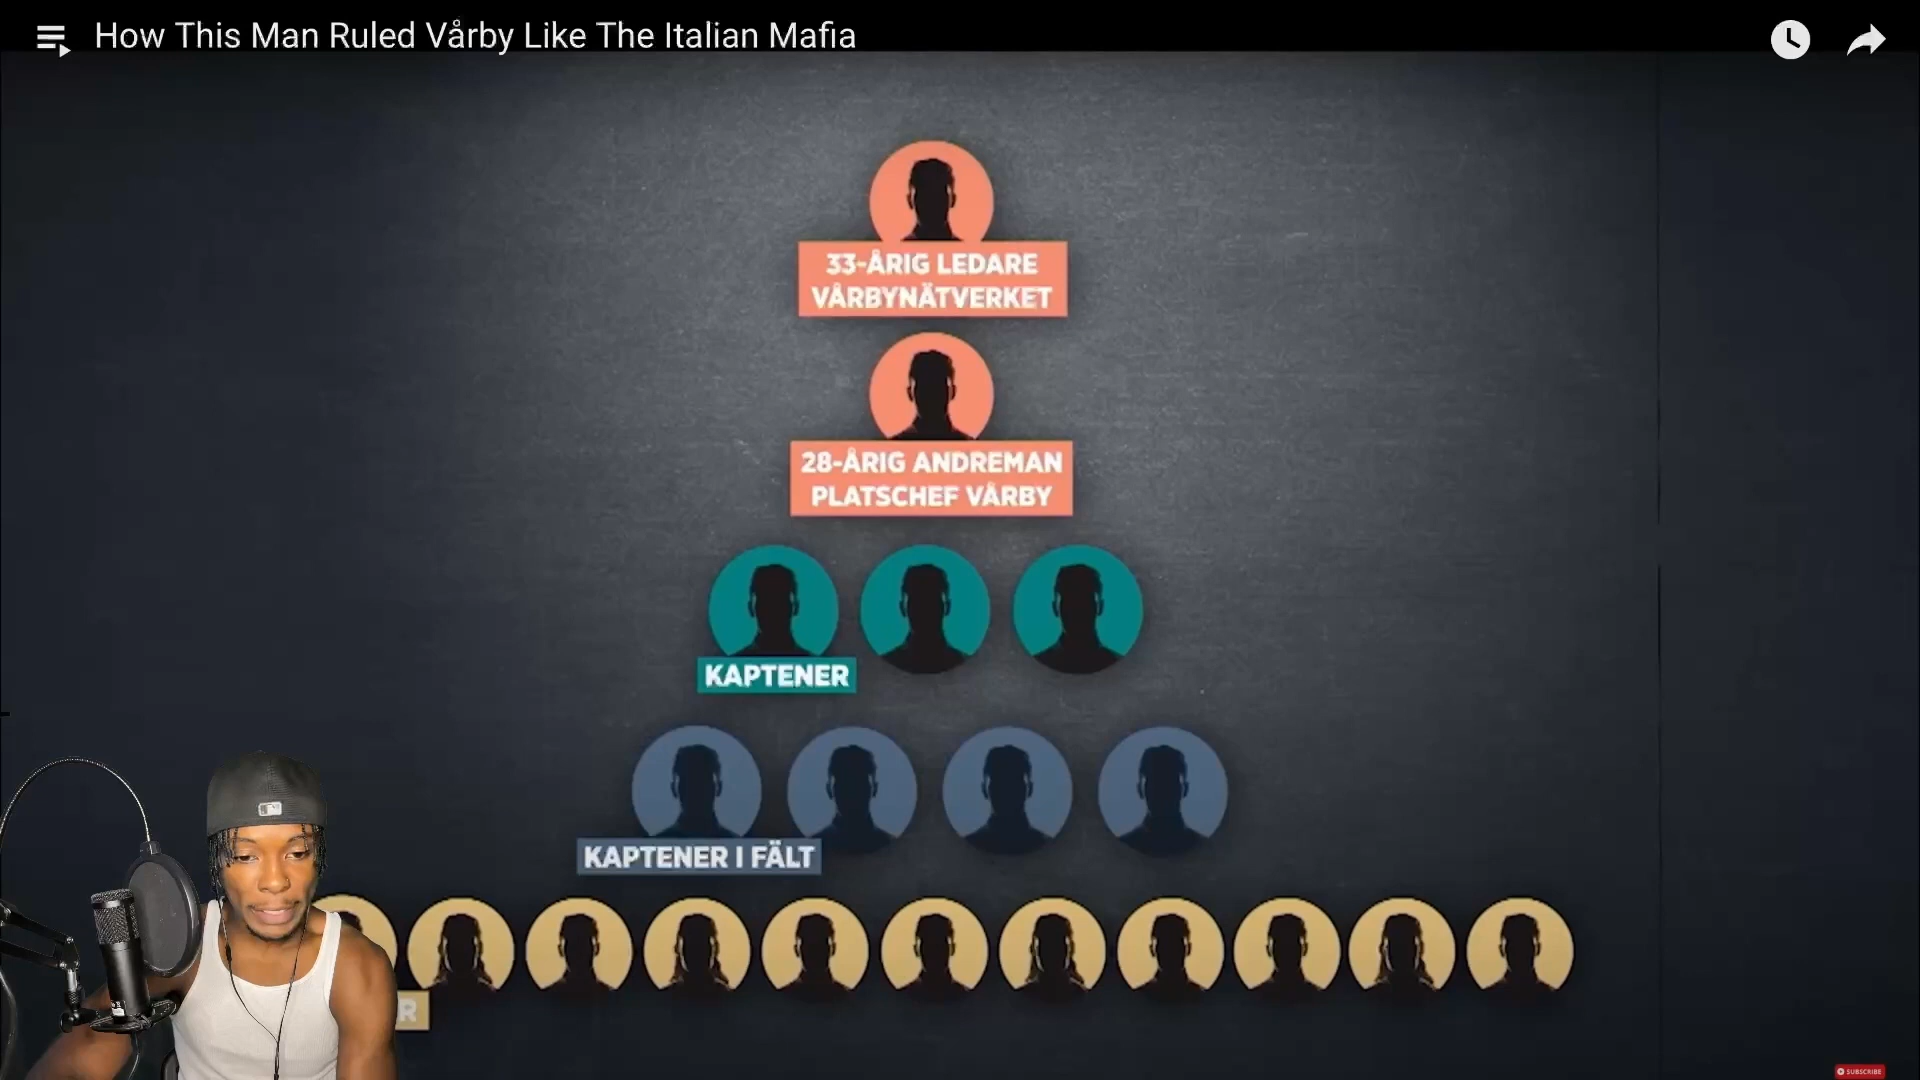 How This Man Ruled Vårby Like The Italian Mafia
33-ÅRIG LEDARE
VÅRBYNÄTVERKET
28-ÅRIG ANDREMAN
PLATSCHEF VÅRBY
KAPTENER
KAPTENER I FÄLT
R
SUBSCRIBE